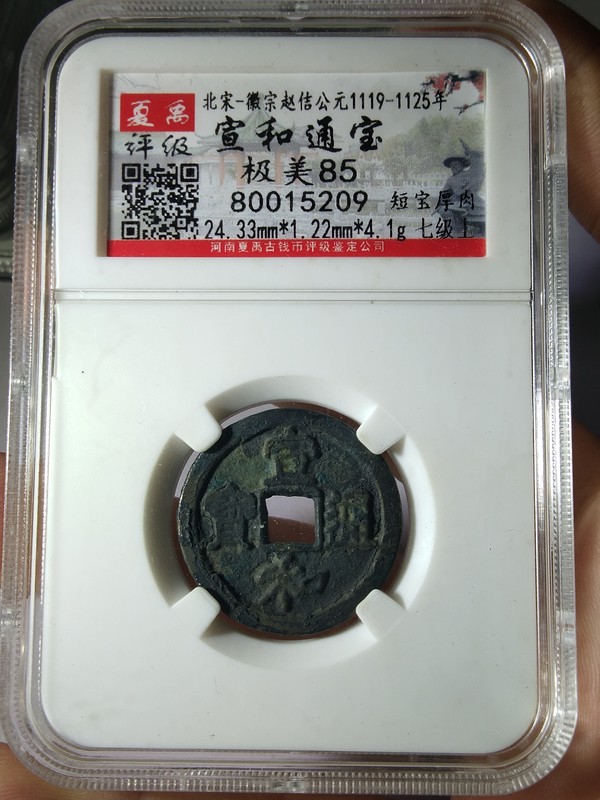 北宋-徽宗赵佶公元1119-1125年
夏禹
评级
宣和通宝
极美85
80015209 短宝厚肉
24.33mm*1.22mm*4.1g 七级上
河南夏禹古钱币评级鉴定公司
宣
寶 通
和